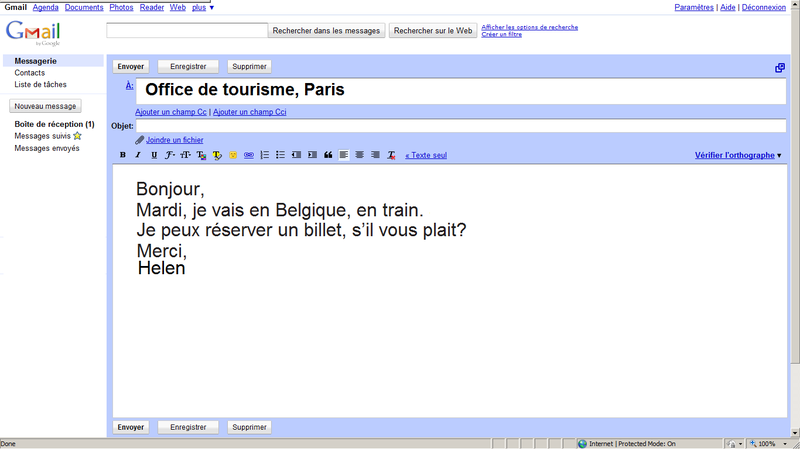 Gmail Agenda Documents Photos Reader Web plus ▼ Paramètres | Aide | Déconnexion
Gmail
by Google
Rechercher dans les messages Rechercher sur le Web
Afficher les options de recherche
Créer un filtre
Messagerie
Contacts
Liste de tâches
Nouveau message
Boîte de réception (1)
Messages suivis
Messages envoyés
Envoyer Enregistrer Supprimer
À: Office de tourisme, Paris
Ajouter un champ Cc | Ajouter un champ Cci
Objet:
Joindre un fichier
B I U « Texte seul Vérifier l'orthographe ▼
Bonjour,
Mardi, je vais en Belgique, en train.
Je peux réserver un billet, s'il vous plait?
Merci,
Helen
Envoyer Enregistrer Supprimer
Done Internet | Protected Mode: On 100%